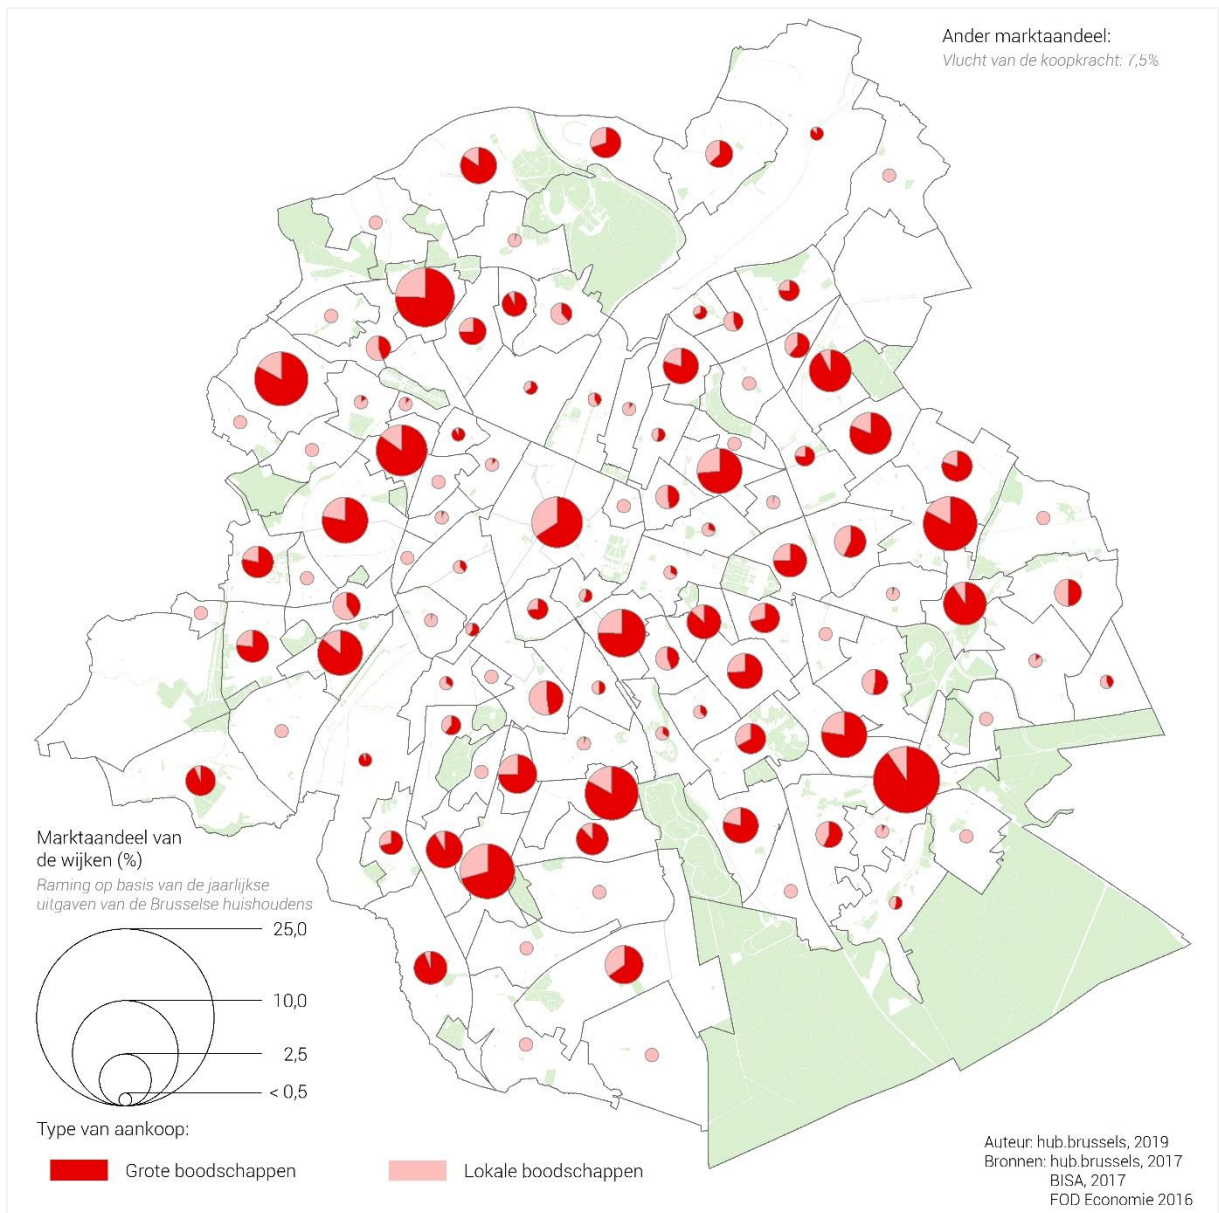 Ander marktaandeel:
Vlucht van de koopkracht: 7,5%
Marktaandeel van
de wijken (%)
Raming op basis van de jaarlijkse
uitgaven van de Brusselse huishoudens
25,0
10,0
2,5
< 0,5
Type van aankoop:
Grote boodschappen
Lokale boodschappen
Auteur: hub.brussels, 2019
Bronnen: hub.brussels, 2017
BISA, 2017
FOD Economie 2016